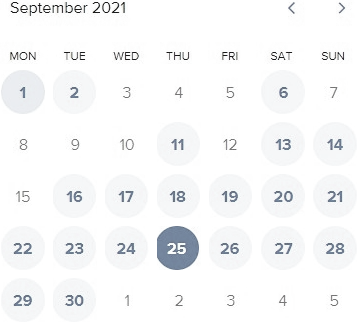 September 2021
MON TUE WED THU FRI SAT SUN
1 2 3 4 5 6 7
8 9 10 11 12 13 14
15 16 17 18 19 20 21
22 23 24 25 26 27 28
29 30 1 2 3 4 5